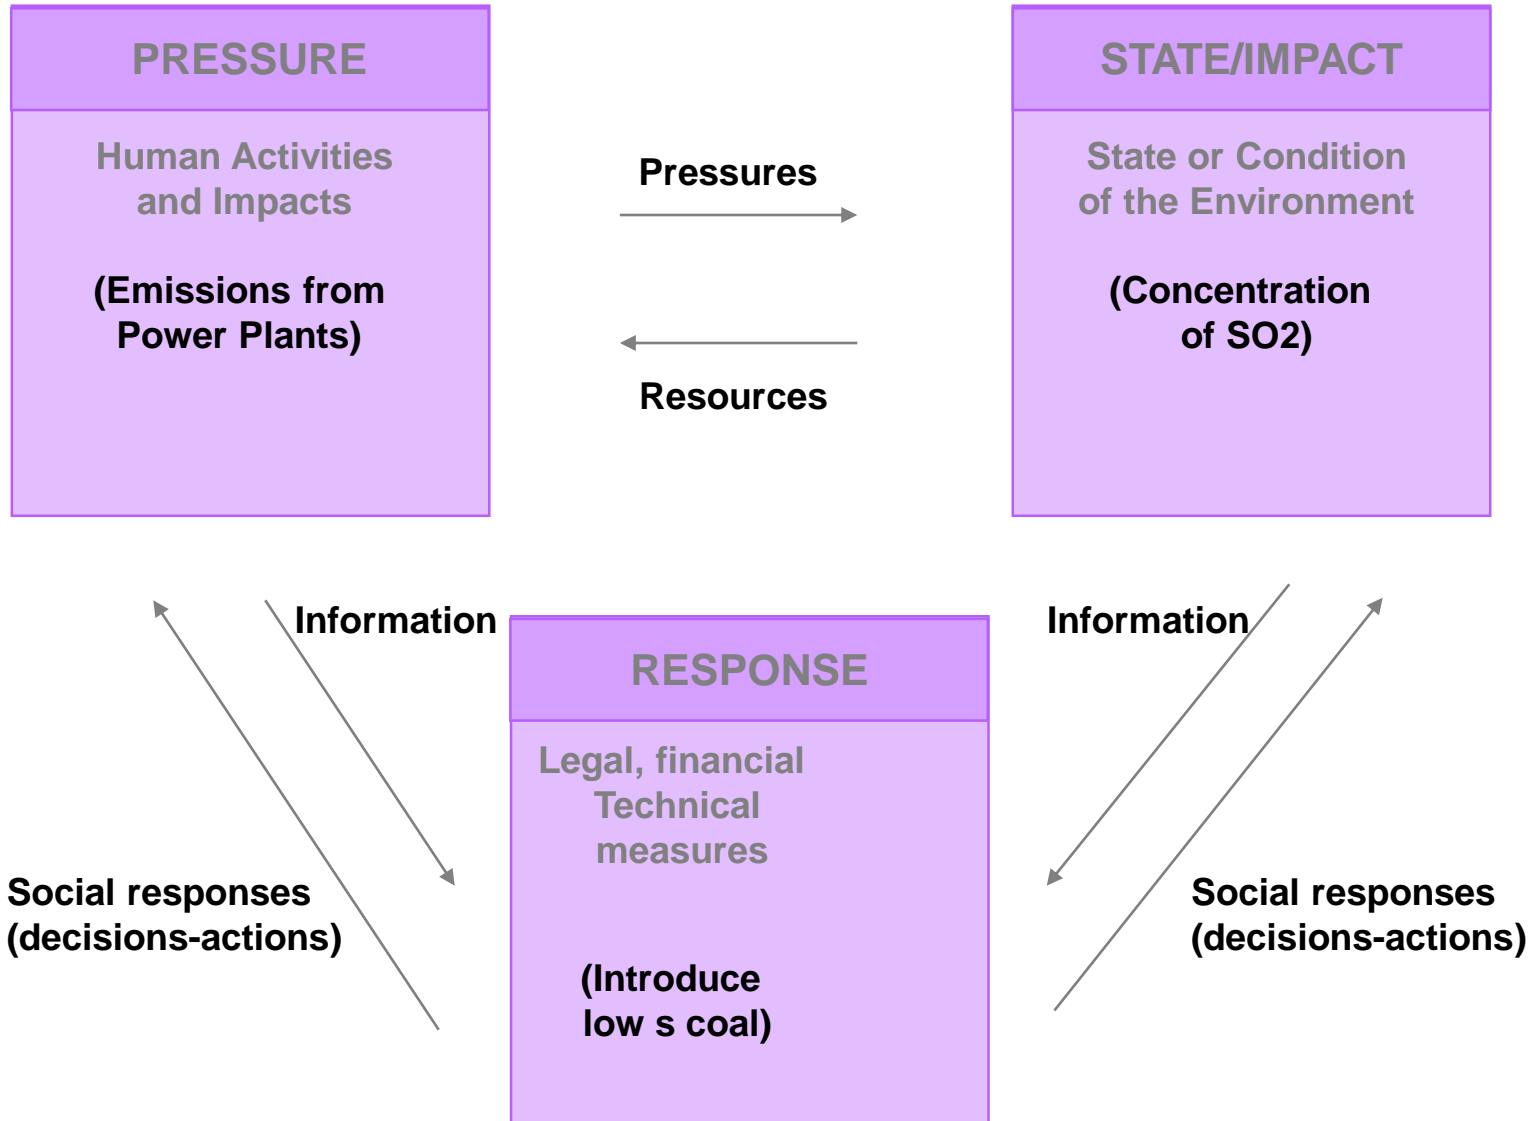 PRESSURE
Human Activities
and Impacts
(Emissions from
Power Plants)
Pressures
Resources
STATE/IMPACT
State or Condition
of the Environment
(Concentration
of SO2)
Information
Social responses
(decisions-actions)
RESPONSE
Legal, financial
Technical
measures
(Introduce
low s coal)
Information
Social responses
(decisions-actions)